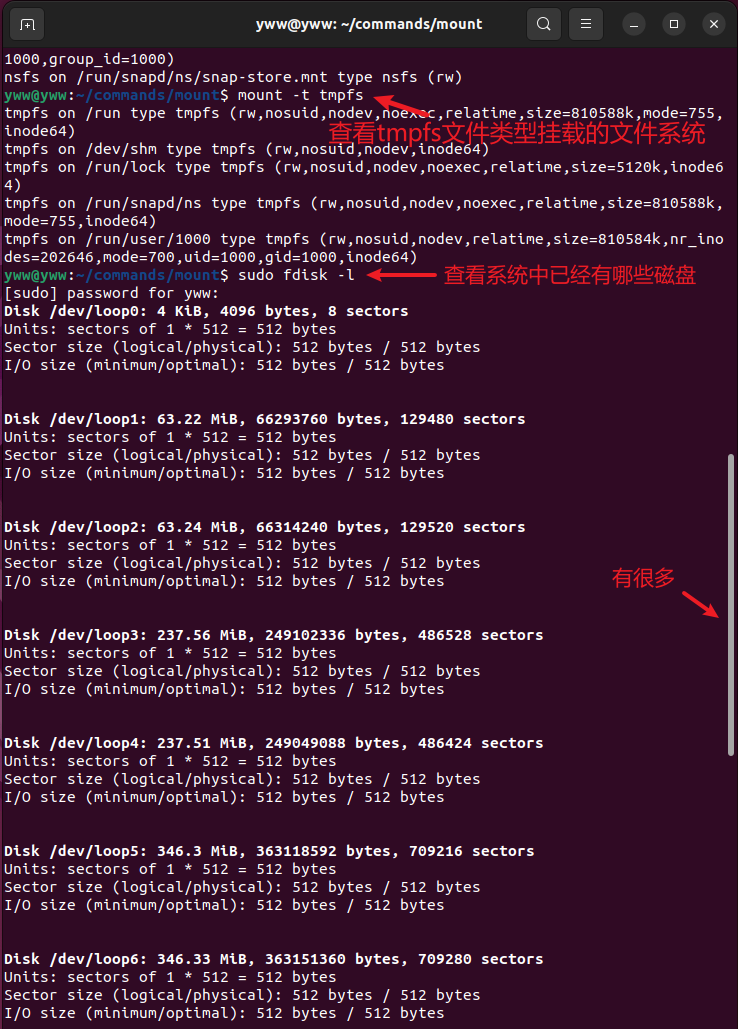 yww@yww: ~/commands/mount
1000,group_id=1000)
nsfs on /run/snapd/ns/snap-store.mnt type nsfs (rw)
yww@yww:~/commands/mount$ mount -t tmpfs
tmpfs on /run type tmpfs (rw,nosuid,nodev,noexec,relatime,size=810588k,mode=755,
inode64)
查看tmpfs文件类型挂载的文件系统
tmpfs on /dev/shm type tmpfs (rw,nosuid,nodev,inode64)
tmpfs on /run/lock type tmpfs (rw,nosuid,nodev,noexec,relatime,size=5120k,inode6
4)
tmpfs on /run/snapd/ns type tmpfs (rw,nosuid,nodev,noexec,relatime,size=810588k,
mode=755,inode64)
tmpfs on /run/user/1000 type tmpfs (rw,nosuid,nodev,relatime,size=810584k,nr_ino
des=202646,mode=700,uid=1000,gid=1000,inode64)
yww@yww:~/commands/mount$ sudo fdisk -l
查看系统中已经有哪些磁盘
[sudo] password for yww:
Disk /dev/loop0: 4 KiB, 4096 bytes, 8 sectors
Units: sectors of 1 * 512 = 512 bytes
Sector size (logical/physical): 512 bytes / 512 bytes
I/O size (minimum/optimal): 512 bytes / 512 bytes
Disk /dev/loop1: 63.22 MiB, 66293760 bytes, 129480 sectors
Units: sectors of 1 * 512 = 512 bytes
Sector size (logical/physical): 512 bytes / 512 bytes
I/O size (minimum/optimal): 512 bytes / 512 bytes
Disk /dev/loop2: 63.24 MiB, 66314240 bytes, 129520 sectors
Units: sectors of 1 * 512 = 512 bytes
Sector size (logical/physical): 512 bytes / 512 bytes
I/O size (minimum/optimal): 512 bytes / 512 bytes
有很多
Disk /dev/loop3: 237.56 MiB, 249102336 bytes, 486528 sectors
Units: sectors of 1 * 512 = 512 bytes
Sector size (logical/physical): 512 bytes / 512 bytes
I/O size (minimum/optimal): 512 bytes / 512 bytes
Disk /dev/loop4: 237.51 MiB, 249049088 bytes, 486424 sectors
Units: sectors of 1 * 512 = 512 bytes
Sector size (logical/physical): 512 bytes / 512 bytes
I/O size (minimum/optimal): 512 bytes / 512 bytes
Disk /dev/loop5: 346.3 MiB, 363118592 bytes, 709216 sectors
Units: sectors of 1 * 512 = 512 bytes
Sector size (logical/physical): 512 bytes / 512 bytes
I/O size (minimum/optimal): 512 bytes / 512 bytes
Disk /dev/loop6: 346.33 MiB, 363151360 bytes, 709280 sectors
Units: sectors of 1 * 512 = 512 bytes
Sector size (logical/physical): 512 bytes / 512 bytes
I/O size (minimum/optimal): 512 bytes / 512 bytes